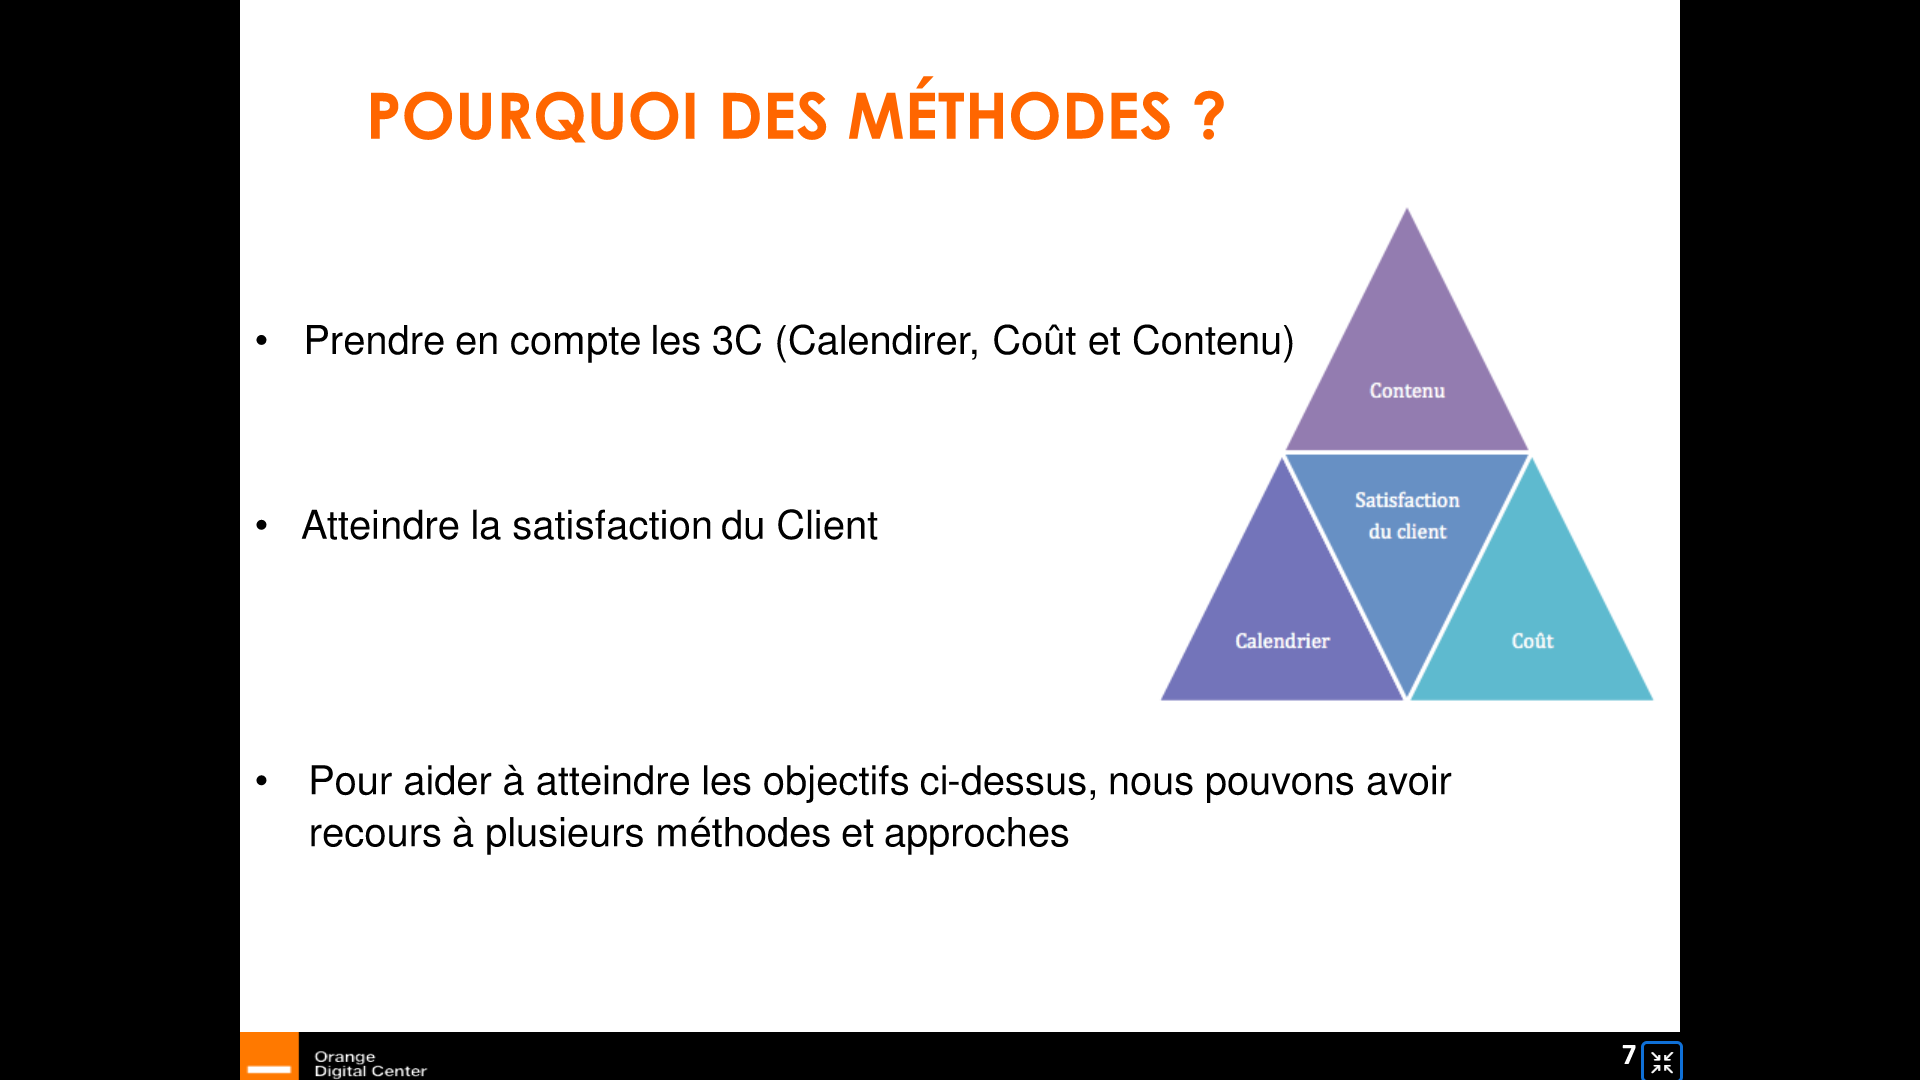 POURQUOI DES MÉTHODES ?
• Prendre en compte les 3C (Calendirer, Coût et Contenu)
Contenu
• Atteindre la satisfaction du Client
Satisfaction
du client
Calendrier
Coût
• Pour aider à atteindre les objectifs ci-dessus, nous pouvons avoir
recours à plusieurs méthodes et approches
Orange
Digital Center
7